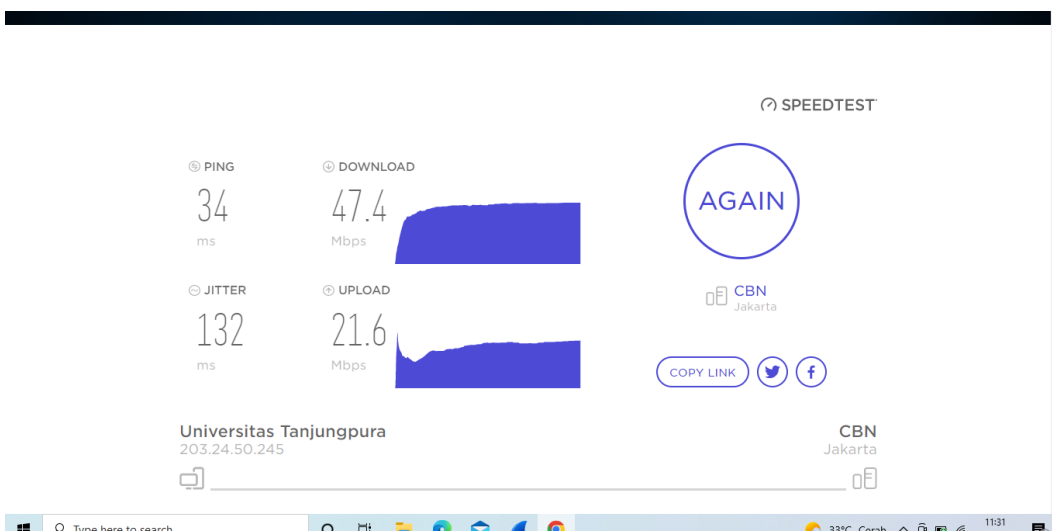 SPEEDTEST
PING
34
ms
DOWNLOAD
47.4
Mbps
AGAIN
JITTER
132
ms
UPLOAD
21.6
Mbps
CBN
Jakarta
COPY LINK
Universitas Tanjungpura
203.24.50.245
CBN
Jakarta
Type here to search
33°C Cerah
11:31